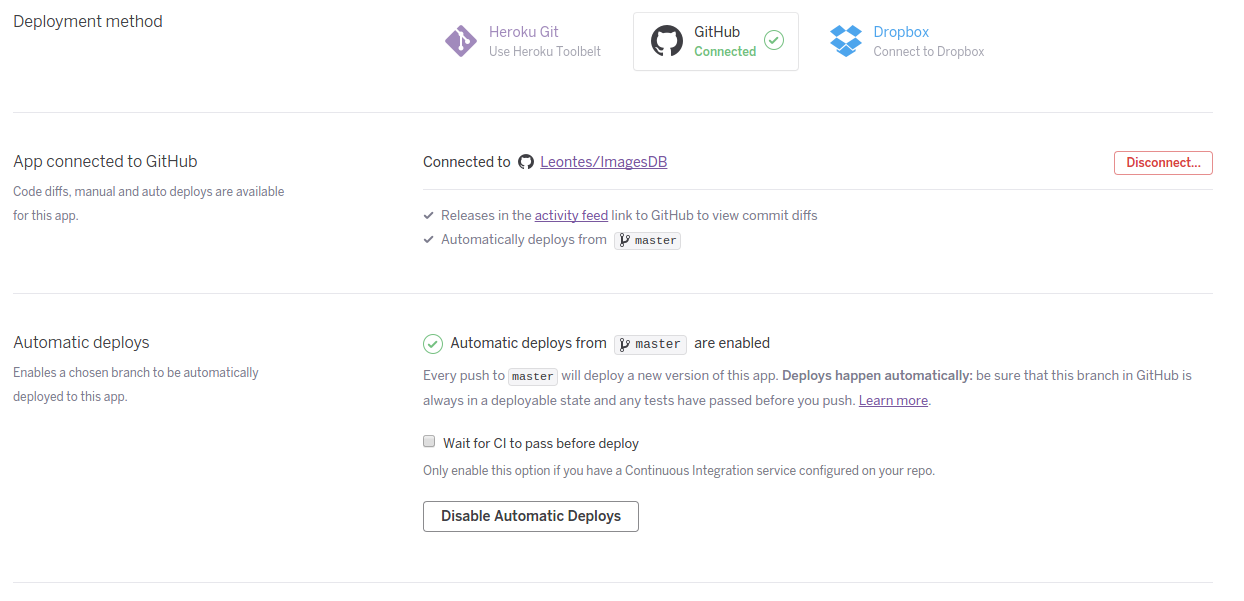 Deployment method
Heroku Git
Use Heroku Toolbelt
GitHub
Connected
Dropbox
Connect to Dropbox
App connected to GitHub
Code diffs, manual and auto deploys are available
for this app.
Connected to Leontes/ImagesDB
Disconnect...
Releases in the activity feed link to GitHub to view commit diffs
Automatically deploys from master
Automatic deploys
Enables a chosen branch to be automatically
deployed to this app.
Automatic deploys from master are enabled
Every push to master will deploy a new version of this app. Deploys happen automatically: be sure that this branch in GitHub is
always in a deployable state and any tests have passed before you push. Learn more.
Wait for CI to pass before deploy
Only enable this option if you have a Continuous Integration service configured on your repo.
Disable Automatic Deploys